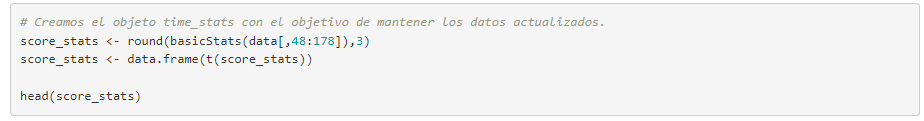 # Creamos el objeto time_stats con el objetivo de mantener los datos actualizados.
score_stats <- round(basicStats(data[,48:178]),3)
score_stats <- data.frame(t(score_stats))
head(score_stats)